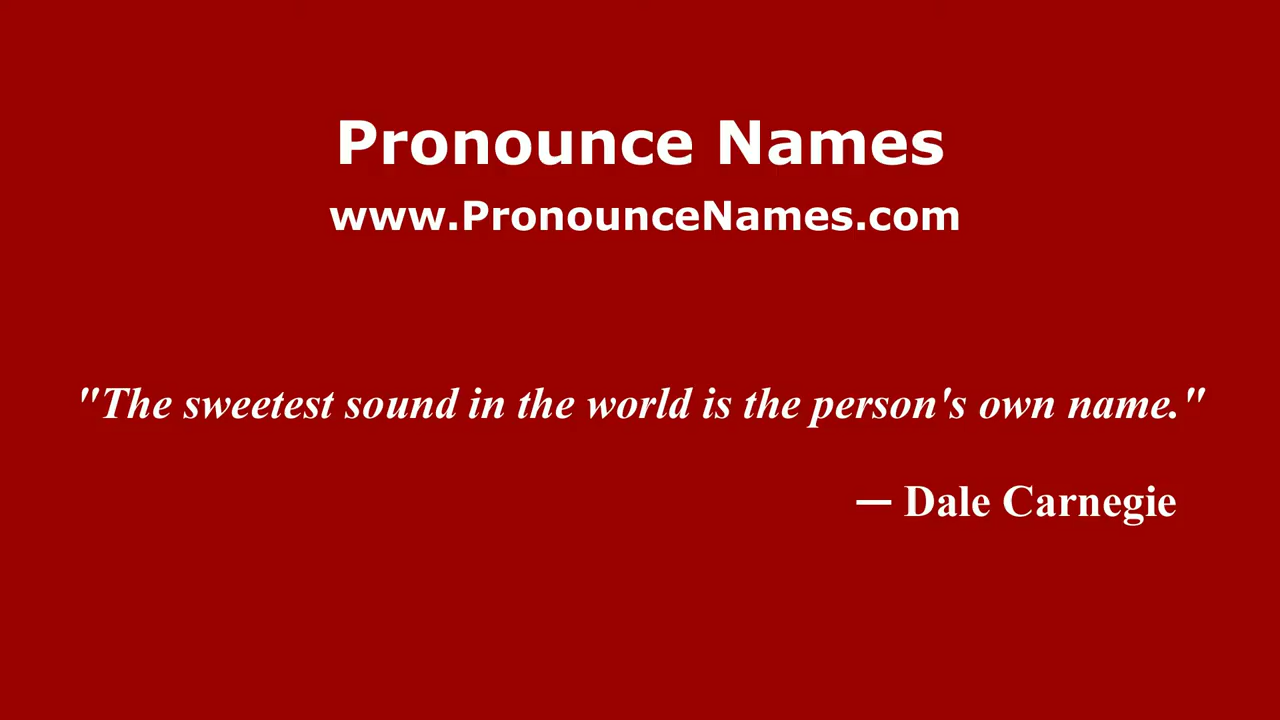 Pronounce Names
www.PronounceNames.com
"The sweetest sound in the world is the person's own name."
— Dale Carnegie